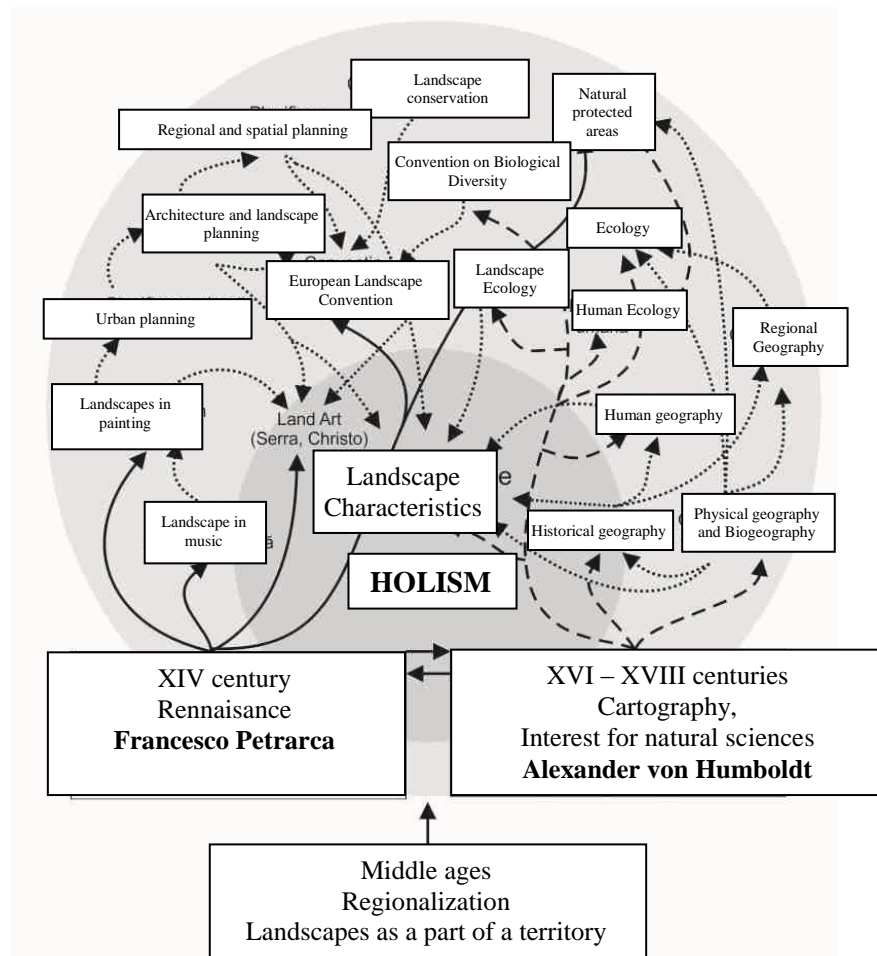 Landscape
conservation
Natural
protected
areas
Regional and spatial planning
Convention on Biological
Diversity
Architecture and landscape
planning
Ecology
European Landscape
Convention
Landscape
Ecology
Human Ecology
Urban planning
Regional
Geography
Landscapes in
painting
Land Art
(Serra, Christo)
Human geography
Landscape
Characteristics
Landscape in
music
Historical geography
Physical geography
and Biogeography
HOLISM
XIV century
Rennaisance
Francesco Petrarca
XVI – XVIII centuries
Cartography,
Interest for natural sciences
Alexander von Humboldt
Middle ages
Regionalization
Landscapes as a part of a territory